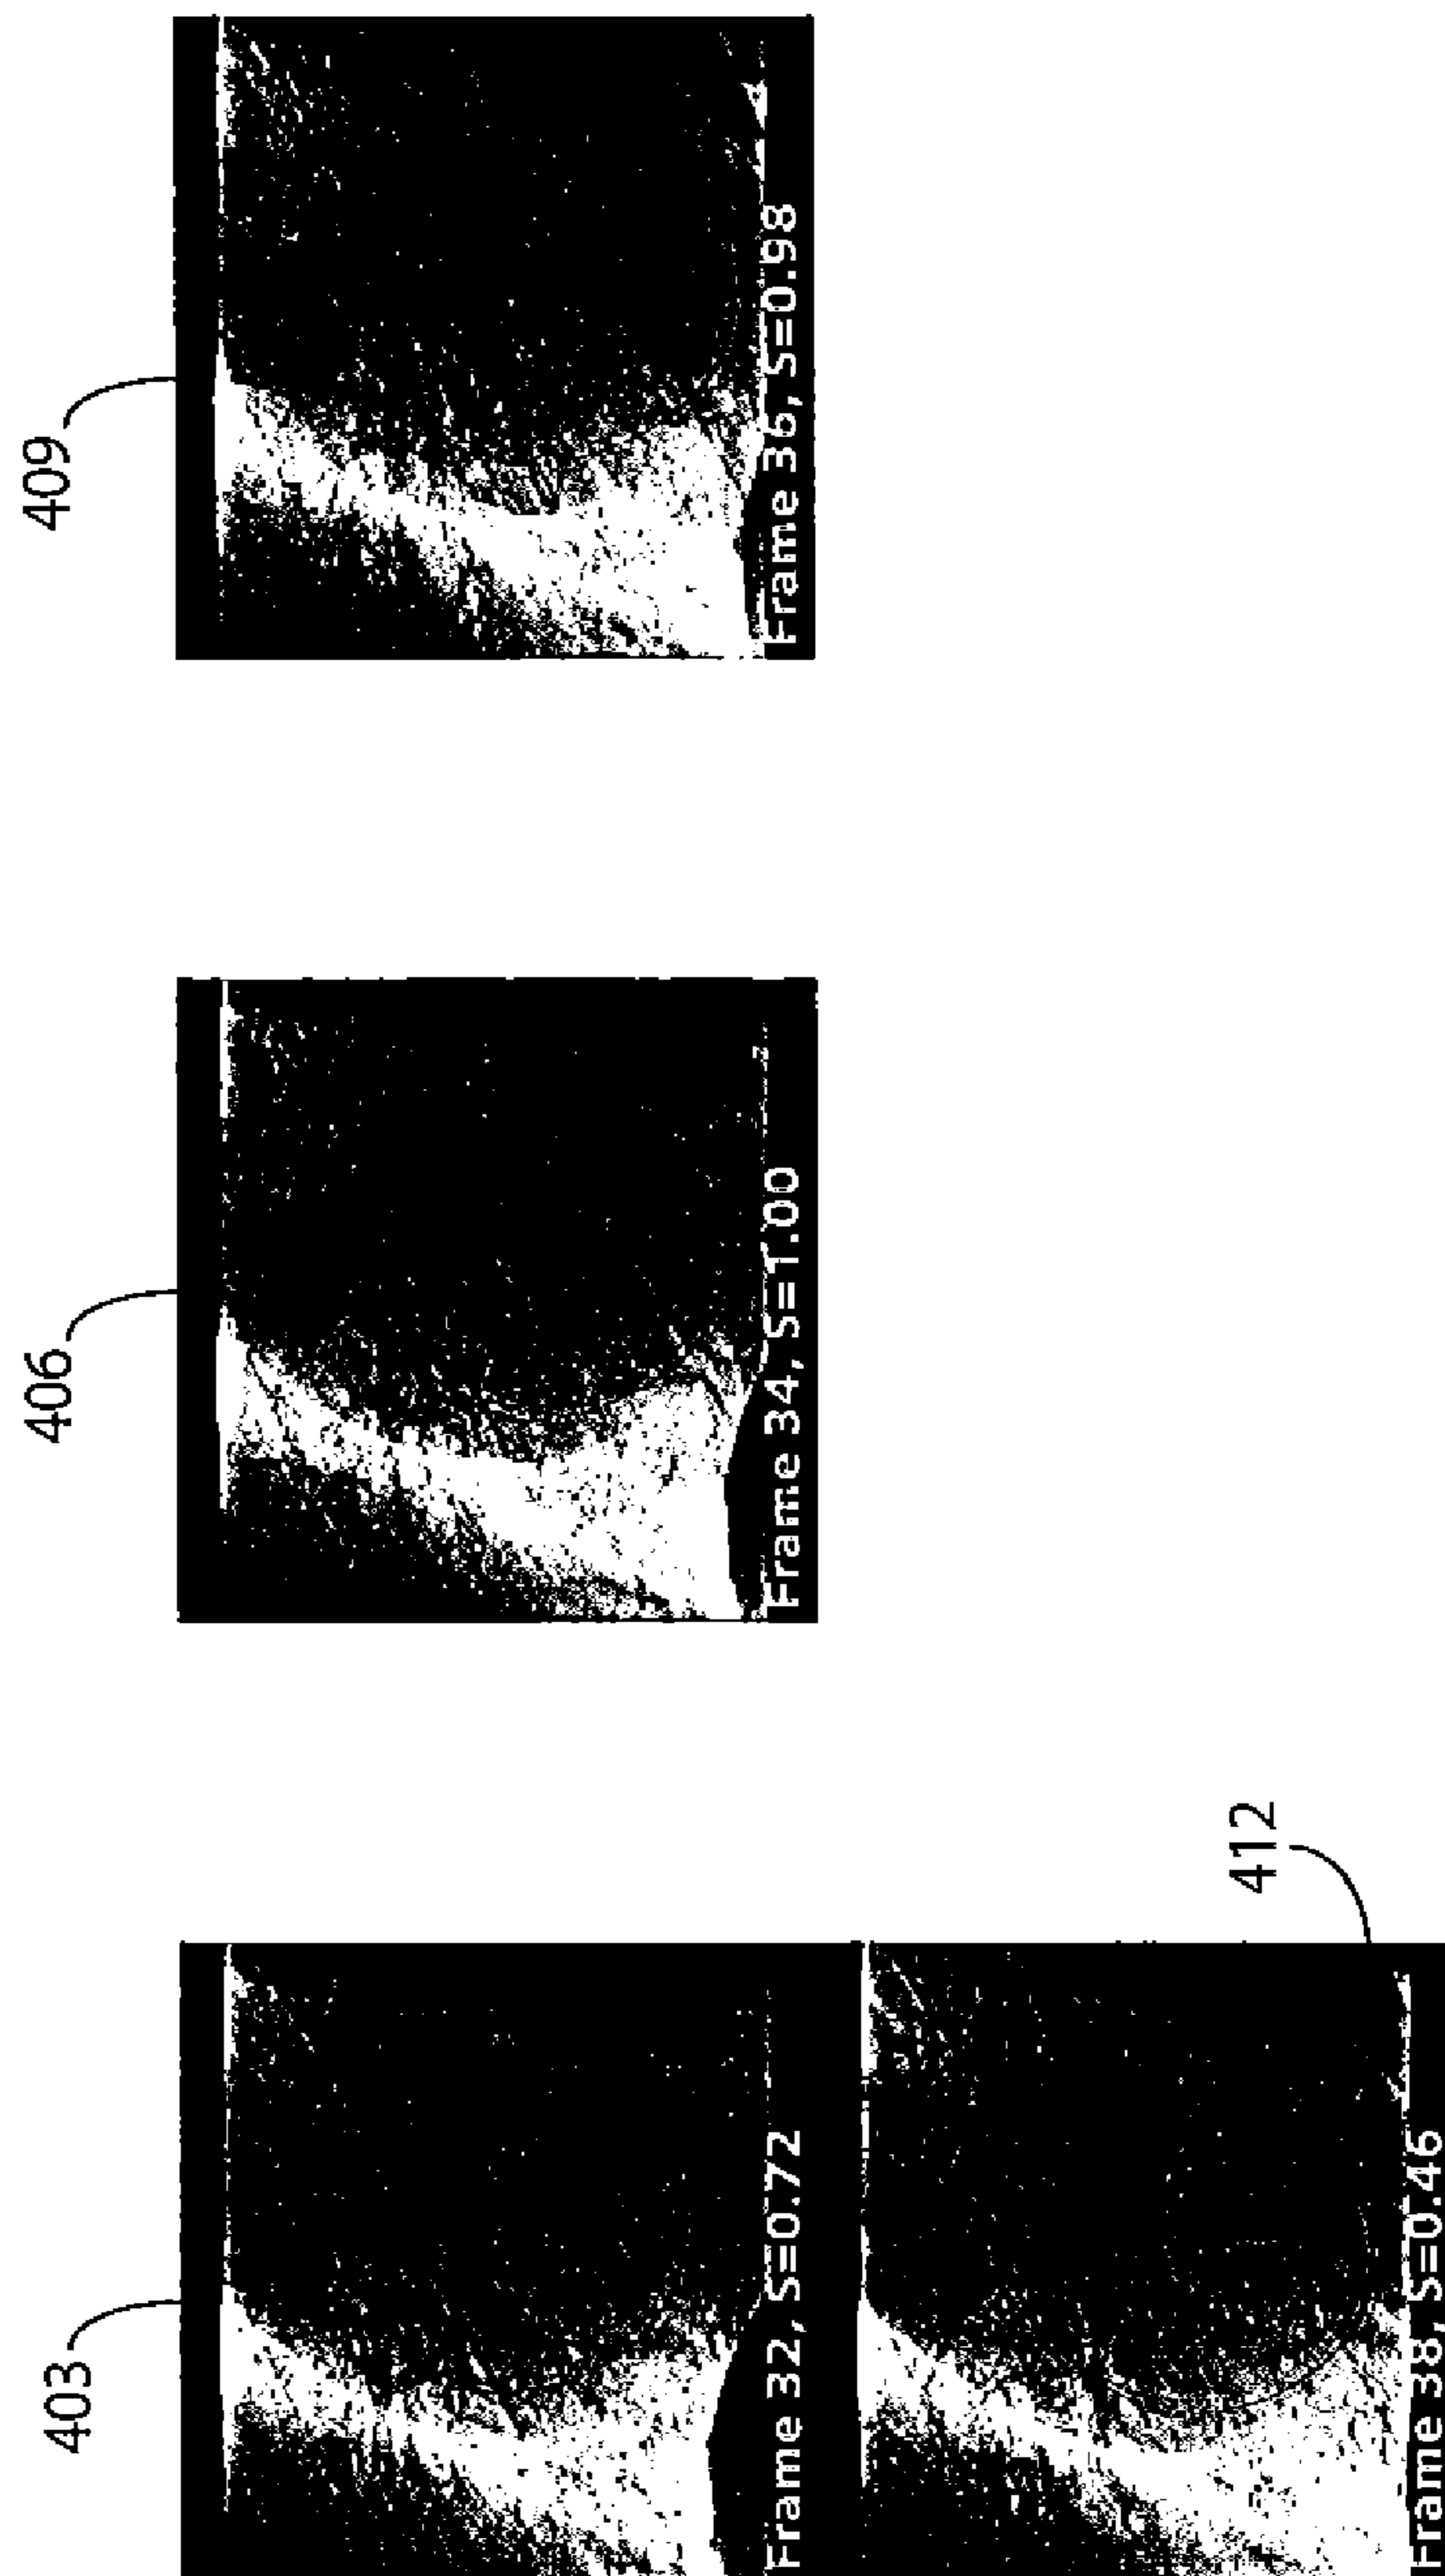 403
Frame 32, S=0.72
406
Frame 34, S=1.00
409
Frame 36, S=0.98
412
Frame 38, S=0.46